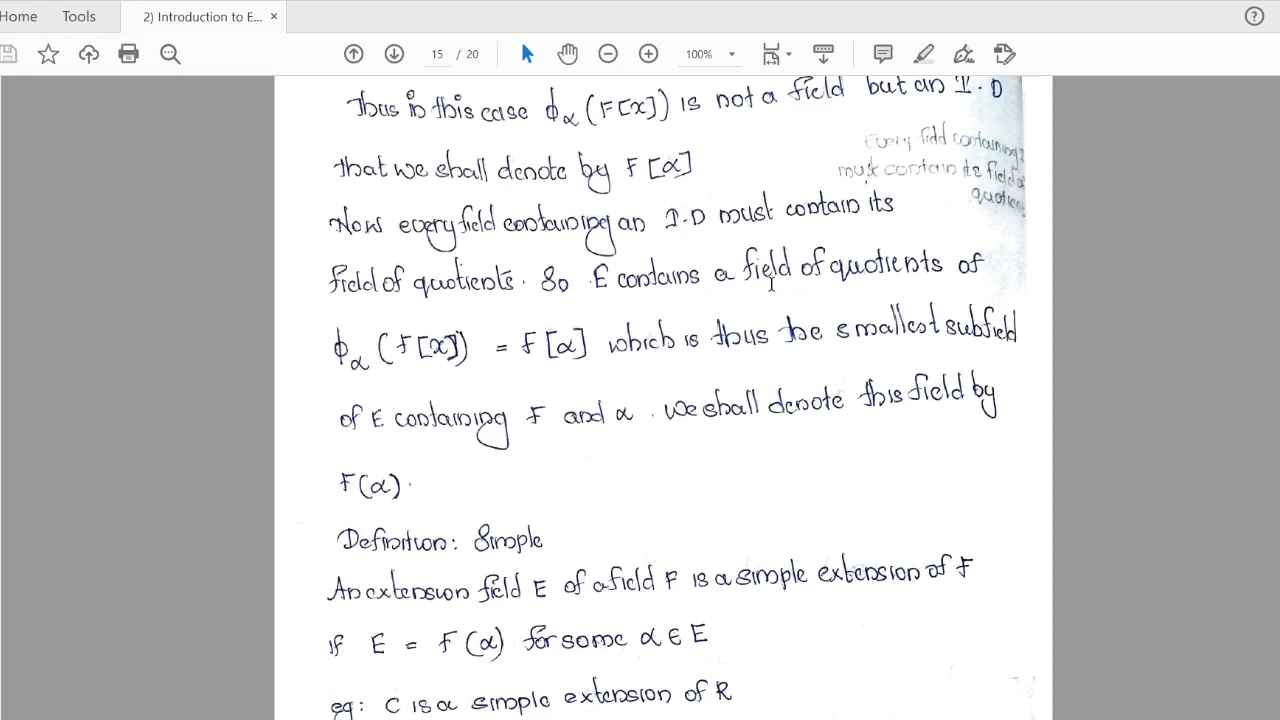 Home Tools 2) Introduction to E... ×
15 / 20 100%
Thus in this case ϕα (F[x]) is not a field but an I.D
that we shall denote by F[α]
Every field containing
must contain its field of
quotient
Now every field containing an I.D must contain its
field of quotients. So E contains a field of quotients of
ϕα (F[x]) = F[α] which is thus the smallest subfield
of E containing F and α. We shall denote this field by
F(α).
Definition: Simple
An extension field E of a field F is a simple extension of F
if E = F(α) for some α ∈ E
eg: C is a simple extension of R